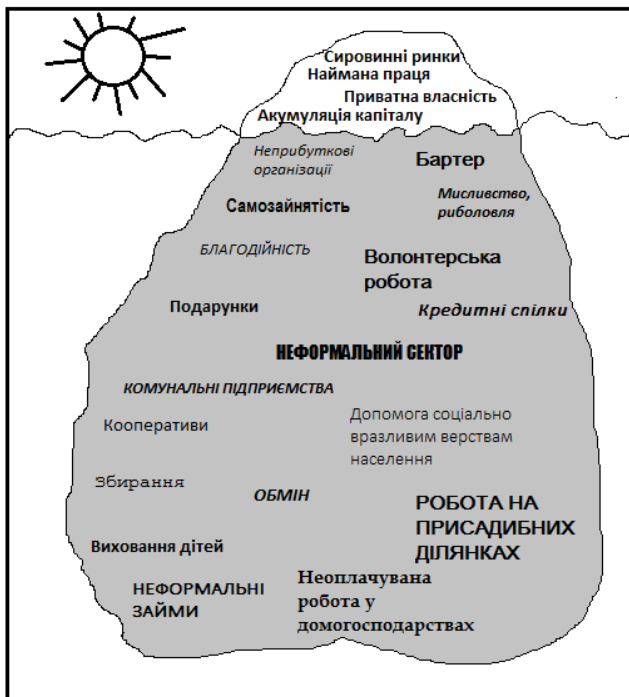 Сировинні ринки
Наймана праця
Приватна власність
Акумуляція капіталу
Неприбуткові
організації
Бартер
Мисливство,
риболовля
Самозайнятість
БЛАГОДІЙНІСТЬ
Волонтерська
робота
Подарунки
Кредитні спілки
НЕФОРМАЛЬНИЙ СЕКТОР
КОМУНАЛЬНІ ПІДПРИЄМСТВА
Кооперативи
Допомога соціально
вразливим верствам
населення
Збирання
ОБМІН
РОБОТА НА
ПРИСАДИБНИХ
ДІЛЯНКАХ
Виховання дітей
НЕФОРМАЛЬНІ
ЗАЙМИ
Неоплачувана
робота у
домогосподарствах